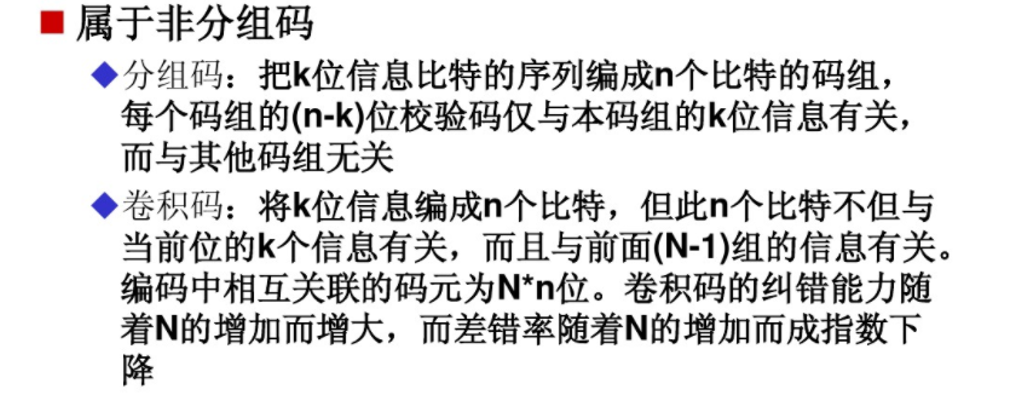 属于非分组码
分组码：把k位信息比特的序列编成n个比特的码组，
每个码组的(n-k)位校验码仅与本码组的k位信息有关，
而与其他码组无关
卷积码：将k位信息编成n个比特，但此n个比特不但与
当前位的k个信息有关，而且与前面(N-1)组的信息有关。
编码中相互关联的码元为N*n位。卷积码的纠错能力随
着N的增加而增大，而差错率随着N的增加而成指数下
降